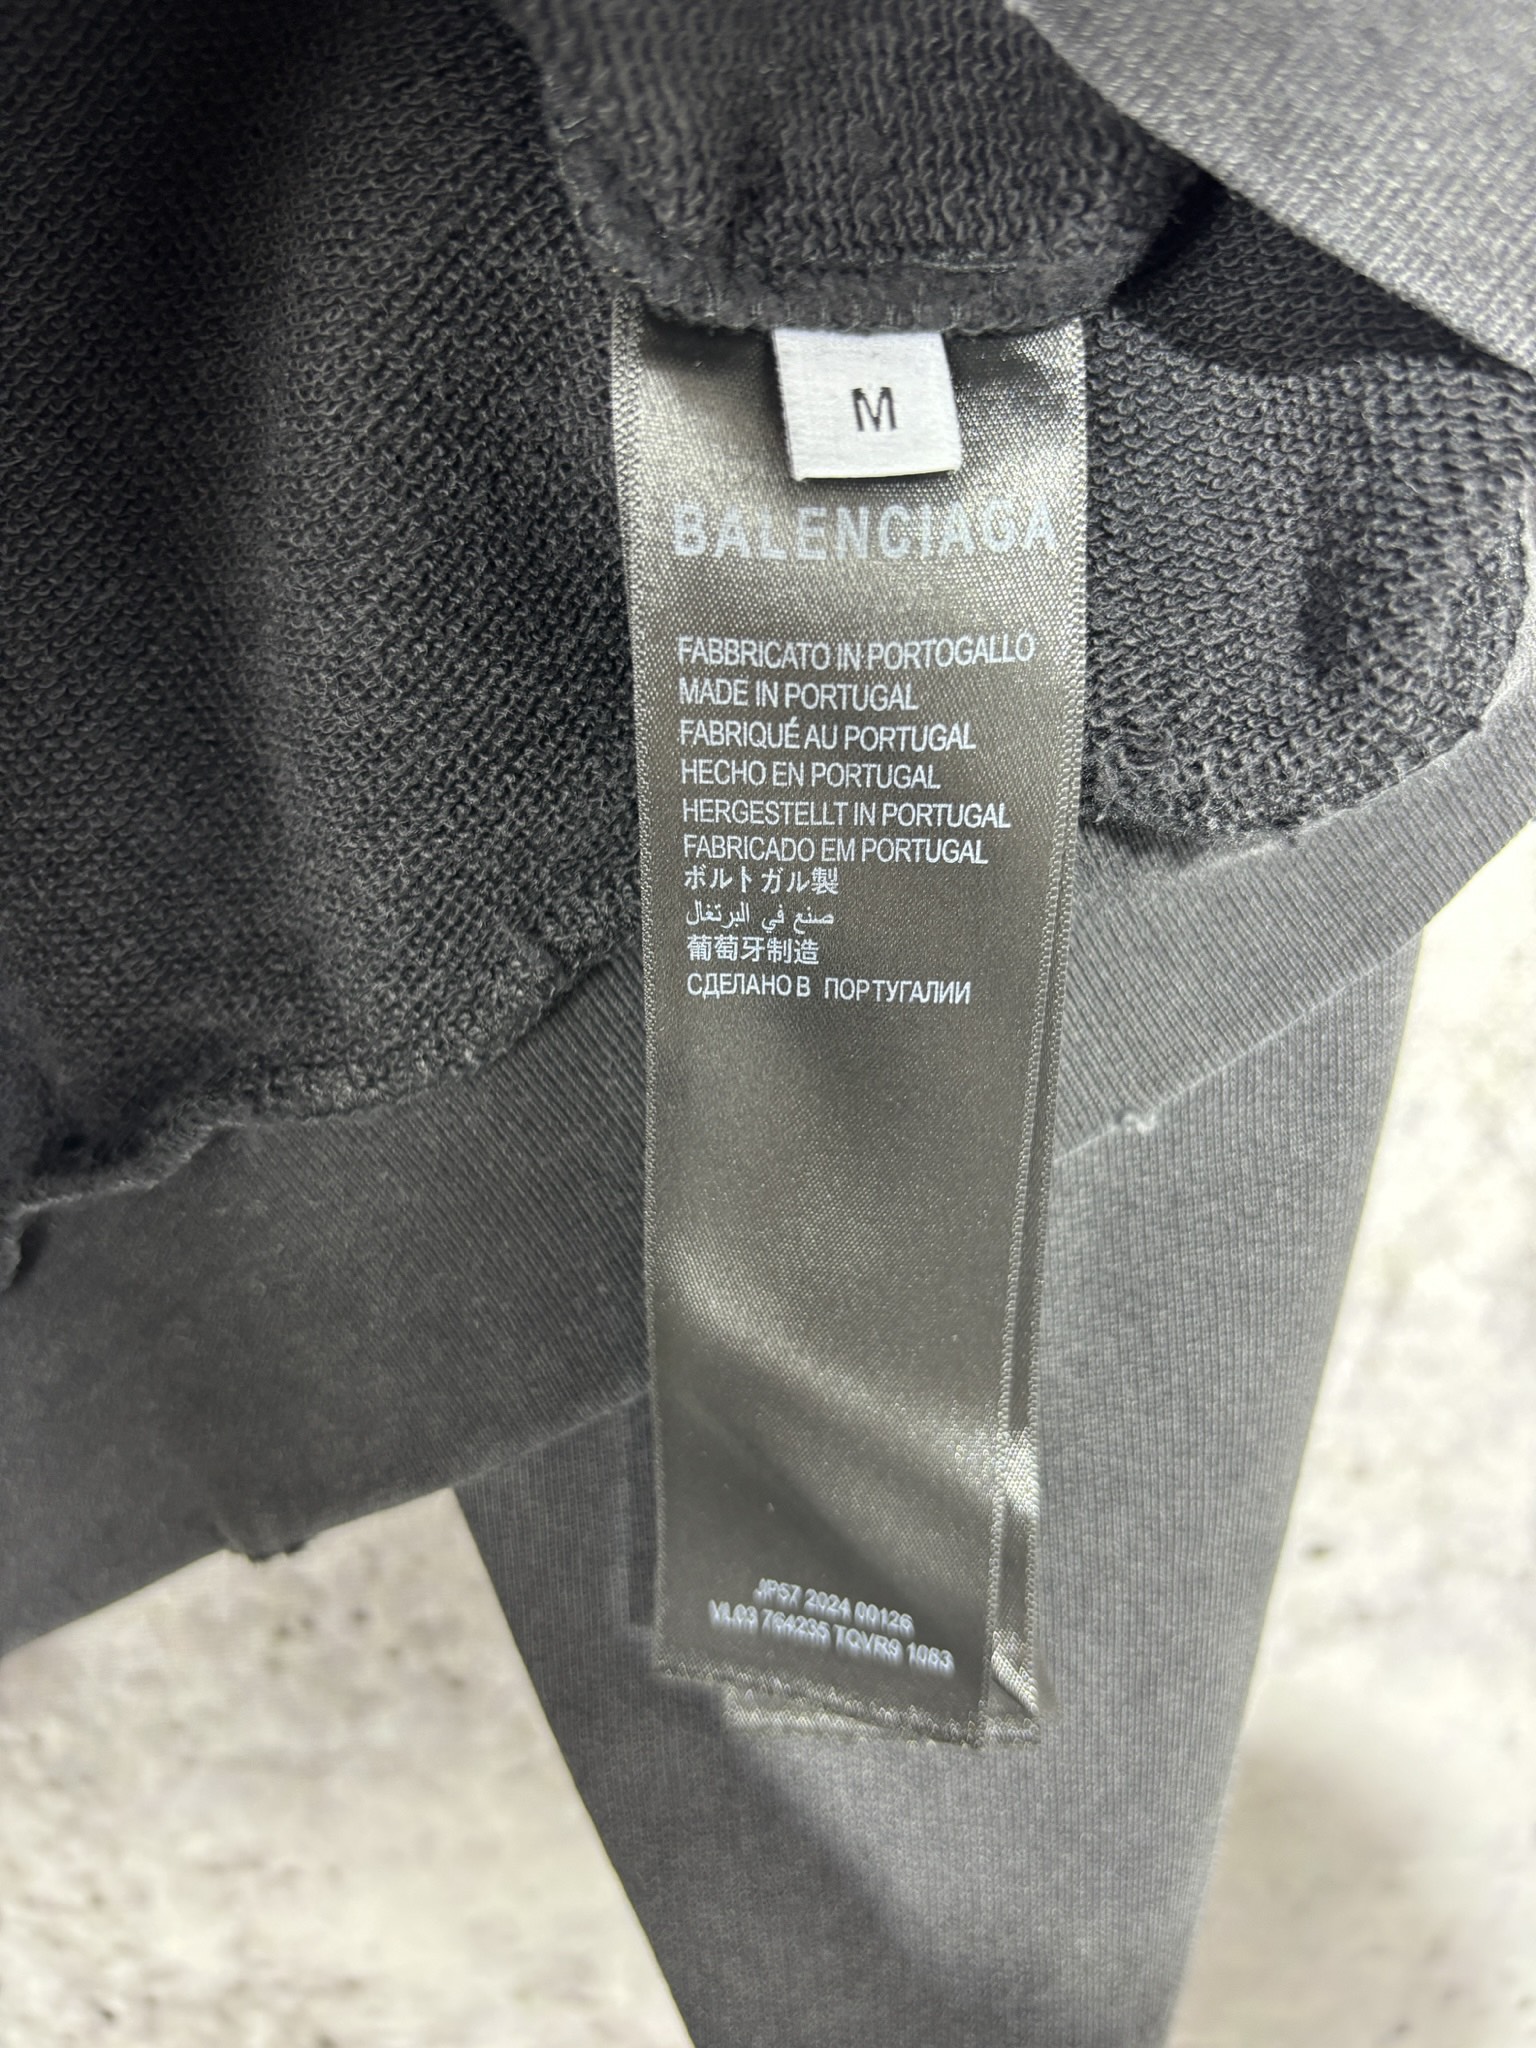 M
BALENCIAGA
FABBRICATO IN PORTOGALLO
MADE IN PORTUGAL
FABRIQUÉ AU PORTUGAL
HECHO EN PORTUGAL
HERGESTELLT IN PORTUGAL
FABRICADO EM PORTUGAL
ボルトガル製
صنع في البرتغال
葡萄牙制造
СДЕЛАНО В ПОРТУГАЛИИ
JP57 2024 00126
VL03 764235 TQVR9 1083